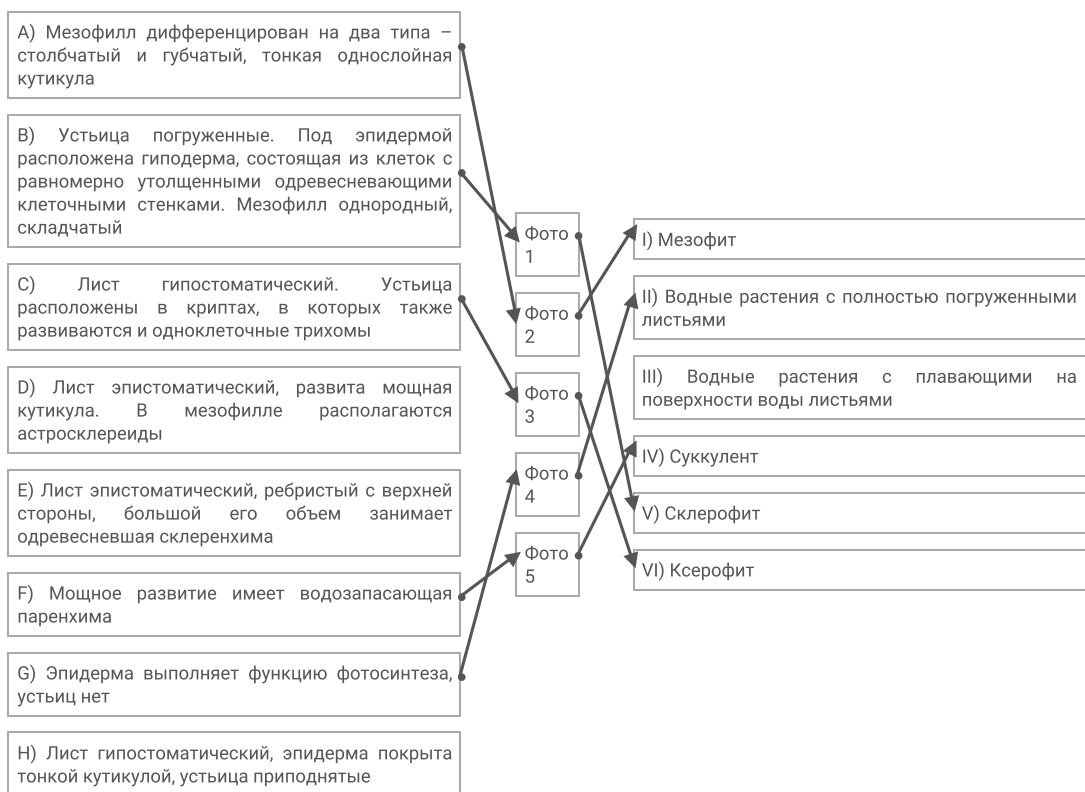 A) Мезофилл дифференцирован на два типа –
столбчатый и губчатый, тонкая однослойная
кутикула
B) Устьица погруженные. Под эпидермой
расположена гиподерма, состоящая из клеток с
равномерно утолщенными одревесневающими
клеточными стенками. Мезофилл однородный,
складчатый
C) Лист гипостоматический. Устьица
расположены в криптах, в которых также
развиваются и одноклеточные трихомы
D) Лист эпистоматический, развита мощная
кутикула. В мезофилле располагаются
астросклереиды
E) Лист эпистоматический, ребристый с верхней
стороны, большой его объем занимает
одревесневшая склеренхима
F) Мощное развитие имеет водозапасающая
паренхима
G) Эпидерма выполняет функцию фотосинтеза,
устьиц нет
H) Лист гипостоматический, эпидерма покрыта
тонкой кутикулой, устьица приподнятые
Фото
1
Фото
2
Фото
3
Фото
4
Фото
5
I) Мезофит
II) Водные растения с полностью погруженными
листьями
III) Водные растения с плавающими на
поверхности воды листьями
IV) Суккулент
V) Склерофит
VI) Ксерофит